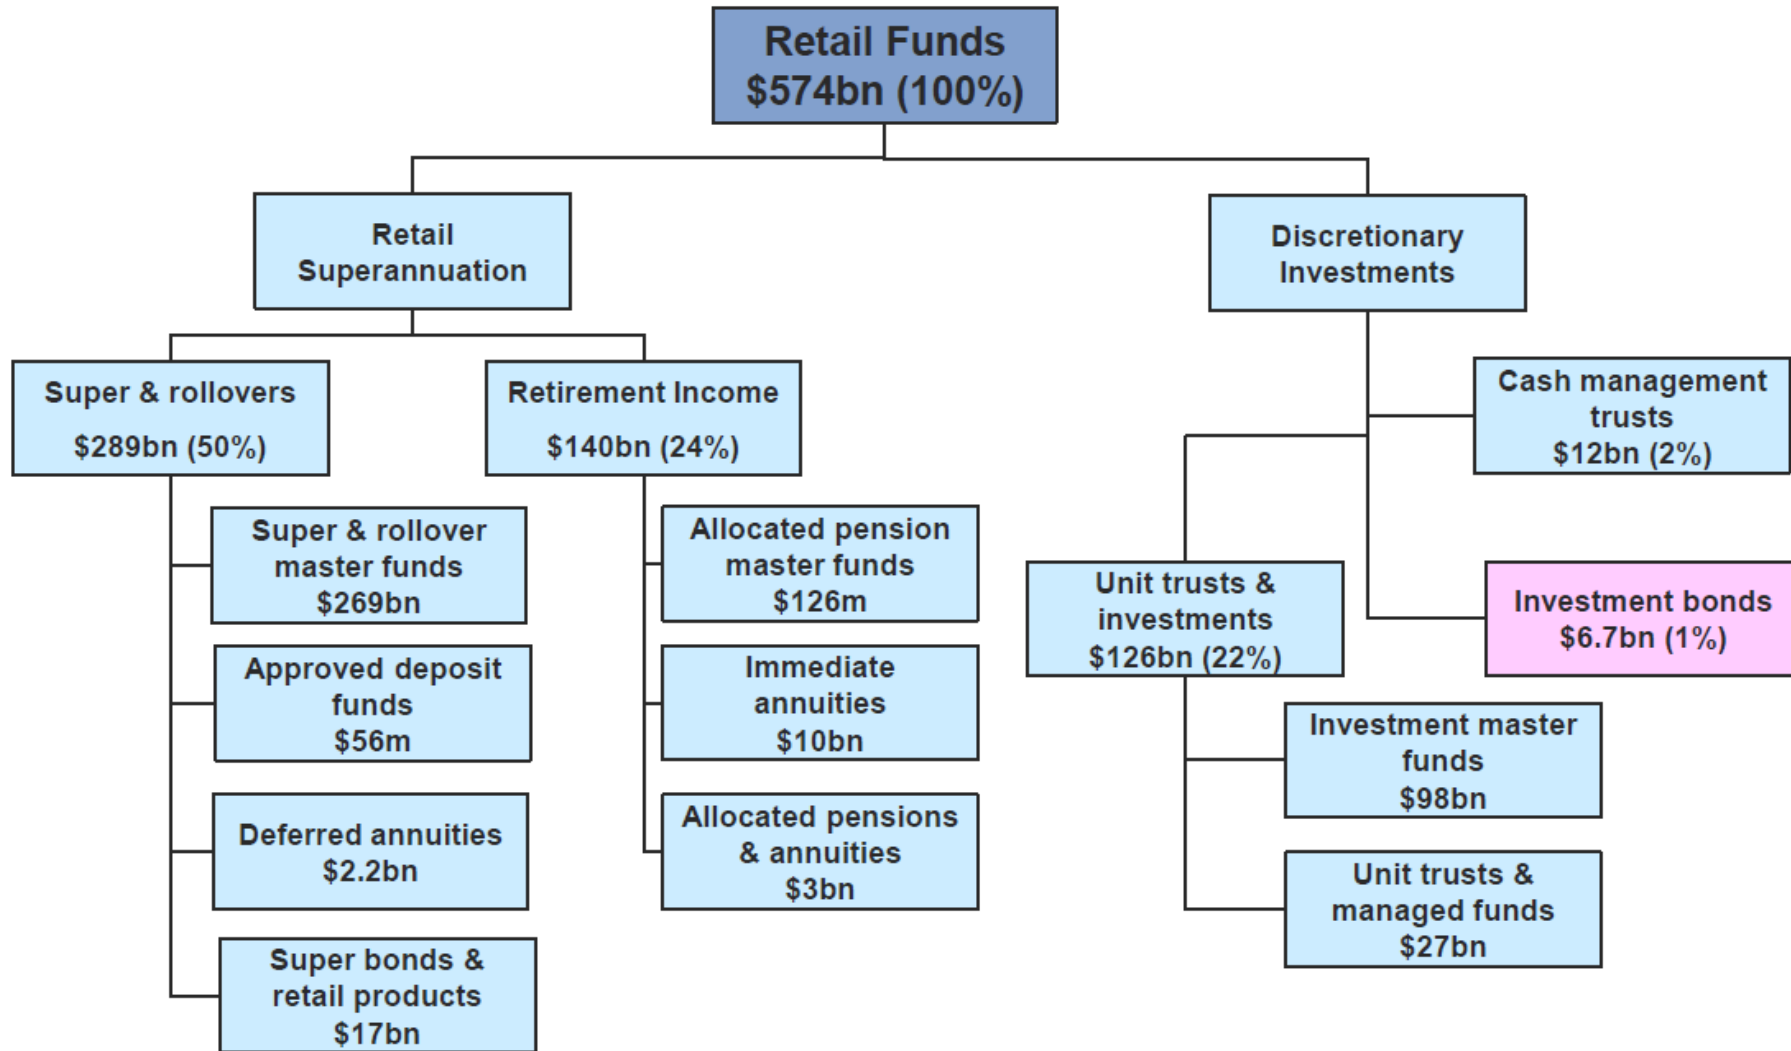 Retail Funds
$574bn (100%)
Retail
Superannuation
Discretionary
Investments
Super & rollovers
$289bn (50%)
Retirement Income
$140bn (24%)
Cash management
trusts
$12bn (2%)
Super & rollover
master funds
$269bn
Allocated pension
master funds
$126m
Unit trusts &
investments
$126bn (22%)
Investment bonds
$6.7bn (1%)
Approved deposit
funds
$56m
Immediate
annuities
$10bn
Investment master
funds
$98bn
Deferred annuities
$2.2bn
Allocated pensions
& annuities
$3bn
Unit trusts &
managed funds
$27bn
Super bonds &
retail products
$17bn